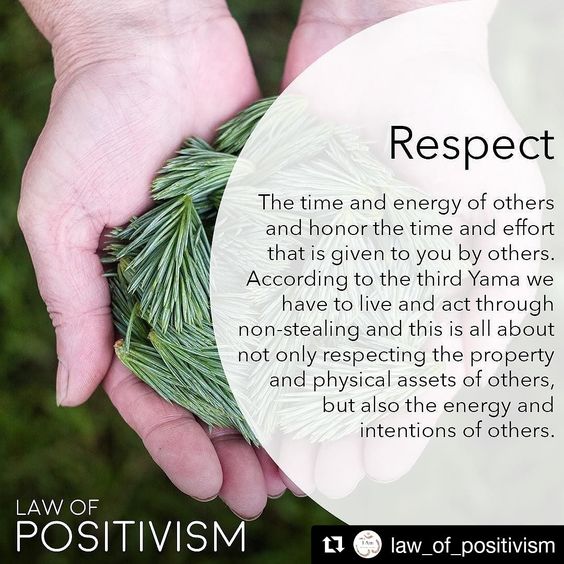 Respect
The time and energy of others
and honor the time and effort
that is given to you by others.
According to the third Yama we
have to live and act through
non-stealing and this is all about
not only respecting the property
and physical assets of others,
but also the energy and
intentions of others.
LAW OF
POSITIVISM
law_of_positivism